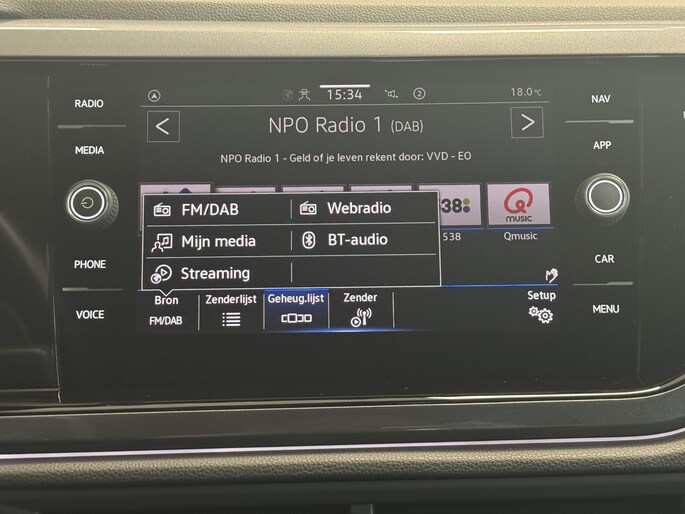 RADIO
MEDIA
PHONE
VOICE
NAV
APP
CAR
MENU
15:34
2
18.0 °C
NPO Radio 1 (DAB)
NPO Radio 1 - Geld of je leven rekent door: VVD - EO
38:
Q
MUSIC
538
Qmusic
FM/DAB
Webradio
Mijn media
BT-audio
Streaming
Bron
FM/DAB
Zenderlijst
Geheug.lijst
Zender
Setup